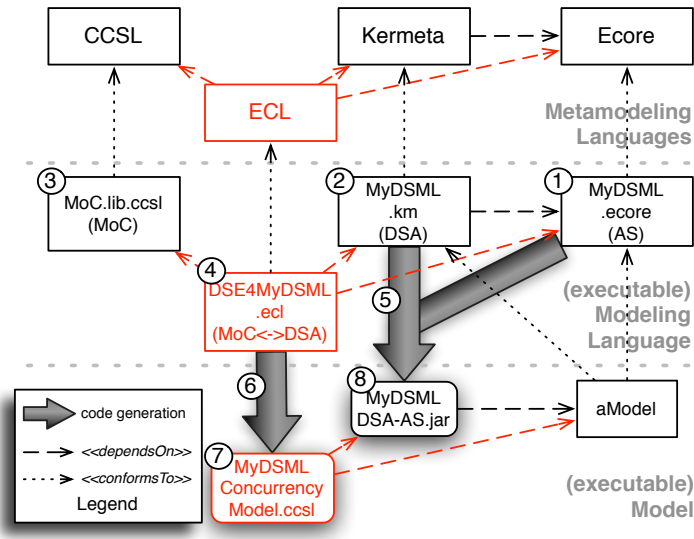 CCSL
Kermeta
Ecore
ECL
Metamodeling
Languages
3
MoC.lib.ccsl
(MoC)
2
MyDSML
.km
(DSA)
1
MyDSML
.ecore
(AS)
4
DSE4MyDSML
.ecl
(MoC<->DSA)
5
(executable)
Modeling
Language
6
8
MyDSML
DSA-AS.jar
aModel
7
MyDSML
Concurrency
Model.ccsl
(executable)
Model
code generation
<<dependsOn>>
<<conformsTo>>
Legend